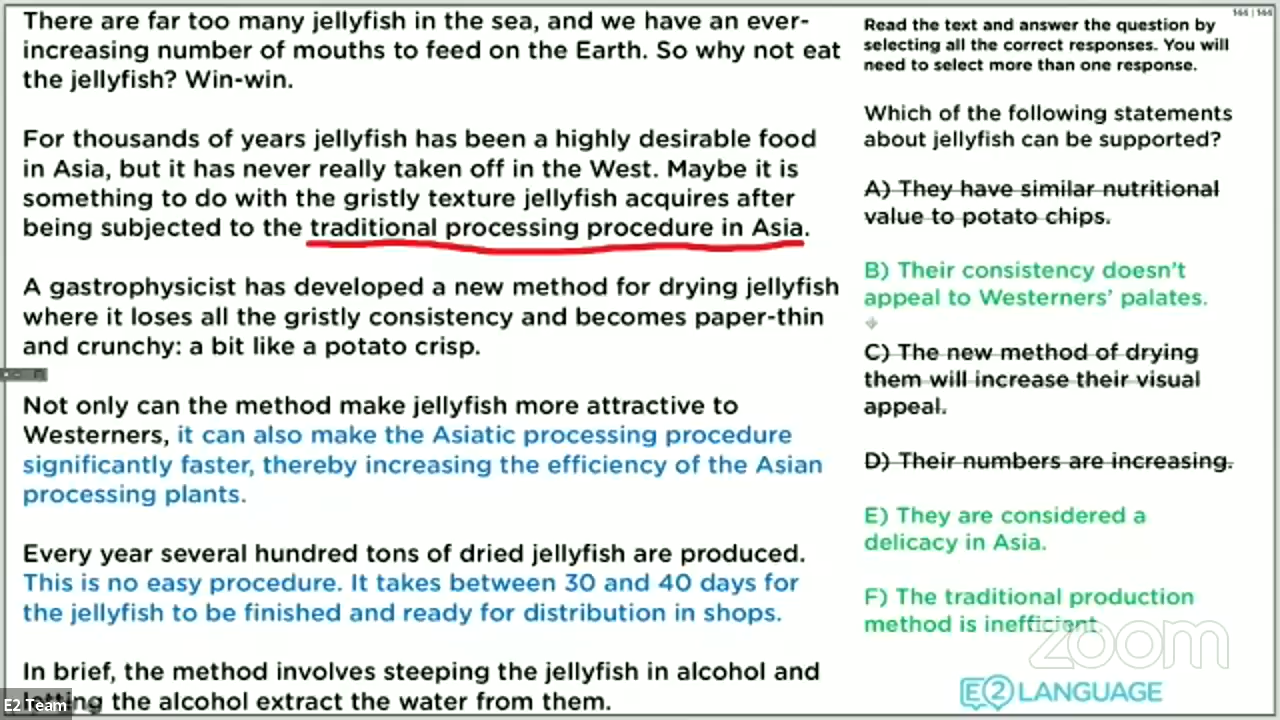 There are far too many jellyfish in the sea, and we have an ever-
increasing number of mouths to feed on the Earth. So why not eat
the jellyfish? Win-win.
For thousands of years jellyfish has been a highly desirable food
in Asia, but it has never really taken off in the West. Maybe it is
something to do with the gristly texture jellyfish acquires after
being subjected to the traditional processing procedure in Asia.
A gastrophysicist has developed a new method for drying jellyfish
where it loses all the gristly consistency and becomes paper-thin
and crunchy: a bit like a potato crisp.
Not only can the method make jellyfish more attractive to
Westerners, it can also make the Asiatic processing procedure
significantly faster, thereby increasing the efficiency of the Asian
processing plants.
Every year several hundred tons of dried jellyfish are produced.
This is no easy procedure. It takes between 30 and 40 days for
the jellyfish to be finished and ready for distribution in shops.
In brief, the method involves steeping the jellyfish in alcohol and
letting the alcohol extract the water from them.
E2 Team
144 | 144
Read the text and answer the question by
selecting all the correct responses. You will
need to select more than one response.
Which of the following statements
about jellyfish can be supported?
A) They have similar nutritional
value to potato chips.
B) Their consistency doesn't
appeal to Westerners' palates.
C) The new method of drying
them will increase their visual
appeal.
D) Their numbers are increasing.
E) They are considered a
delicacy in Asia.
F) The traditional production
method is inefficient.
zoom
E2 LANGUAGE